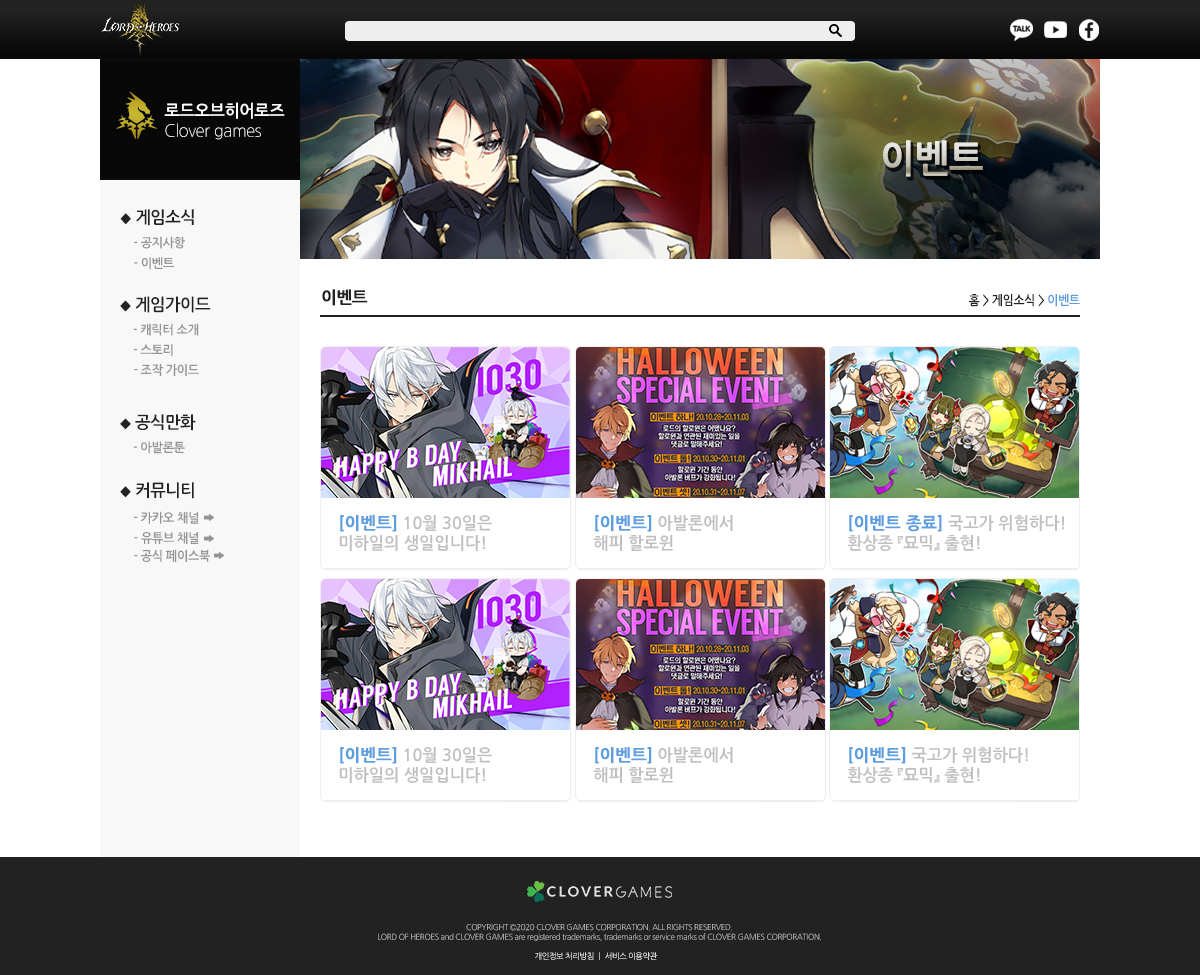 LORD OF HEROES
TALK
로드오브히어로즈
Clover games
이벤트
◆ 게임소식
- 공지사항
- 이벤트
◆ 게임가이드
- 캐릭터 소개
- 스토리
- 조작 가이드
◆ 공식만화
- 아발론툰
◆ 커뮤니티
- 카카오 채널
- 유튜브 채널
- 공식 페이스북
이벤트
홈 > 게임소식 > 이벤트
1030
HAPPY B DAY
MIKHAIL
[이벤트] 10월 30일은
미하일의 생일입니다!
HALLOWEEN
SPECIAL EVENT
이벤트 하나! 20.10.28~20.11.03
로드의 할로윈은 어땠나요?
할로윈과 연관된 재미있는 일을
댓글로 말해주세요!
이벤트 둘! 20.10.30~20.11.01
할로윈 기간 동안
아발론 버프가 강화됩니다!
이벤트 셋! 20.10.31~20.11.07
[이벤트] 아발론에서
해피 할로윈
[이벤트 종료] 국고가 위험하다!
환상종『묘믹』출현!
1030
HAPPY B DAY
MIKHAIL
[이벤트] 10월 30일은
미하일의 생일입니다!
HALLOWEEN
SPECIAL EVENT
이벤트 하나! 20.10.28~20.11.03
로드의 할로윈은 어땠나요?
할로윈과 연관된 재미있는 일을
댓글로 말해주세요!
이벤트 둘! 20.10.30~20.11.01
할로윈 기간 동안
아발론 버프가 강화됩니다!
이벤트 셋! 20.10.31~20.11.07
[이벤트] 아발론에서
해피 할로윈
[이벤트] 국고가 위험하다!
환상종『묘믹』출현!
CLOVERGAMES
COPYRIGHT ©2020 CLOVER GAMES CORPORATION. ALL RIGHTS RESERVED.
LORD OF HEROES and CLOVER GAMES are registered trademarks, trademarks or service marks of CLOVER GAMES CORPORATION.
개인정보 처리방침 | 서비스 이용약관